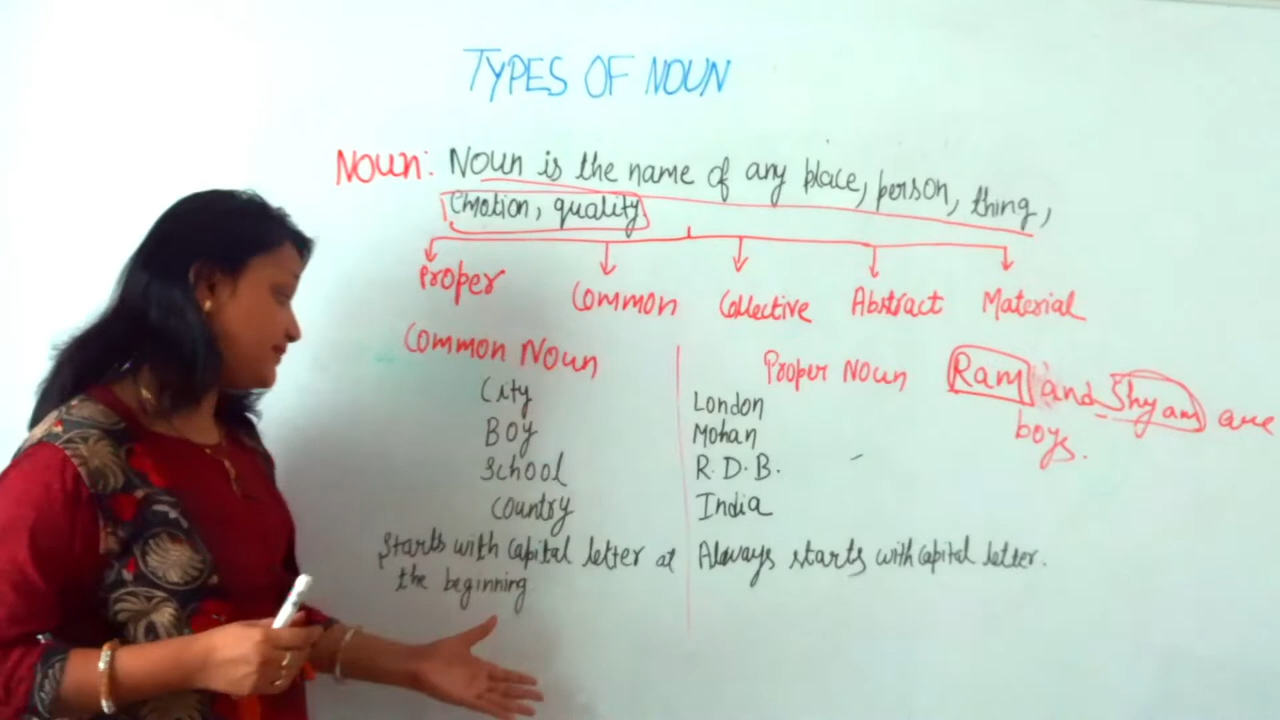 TYPES OF NOUN
NOUN: NOUN is the name of any place, person, thing,
emotion, quality
Proper Common Collective Abstract Material
Common Noun
City
Boy
School
country
Starts with capital letter at
the beginning
Proper Noun
London
Mohan
R.D.B.
India
Always starts with capital letter.
Ram and Shyam are
boys.